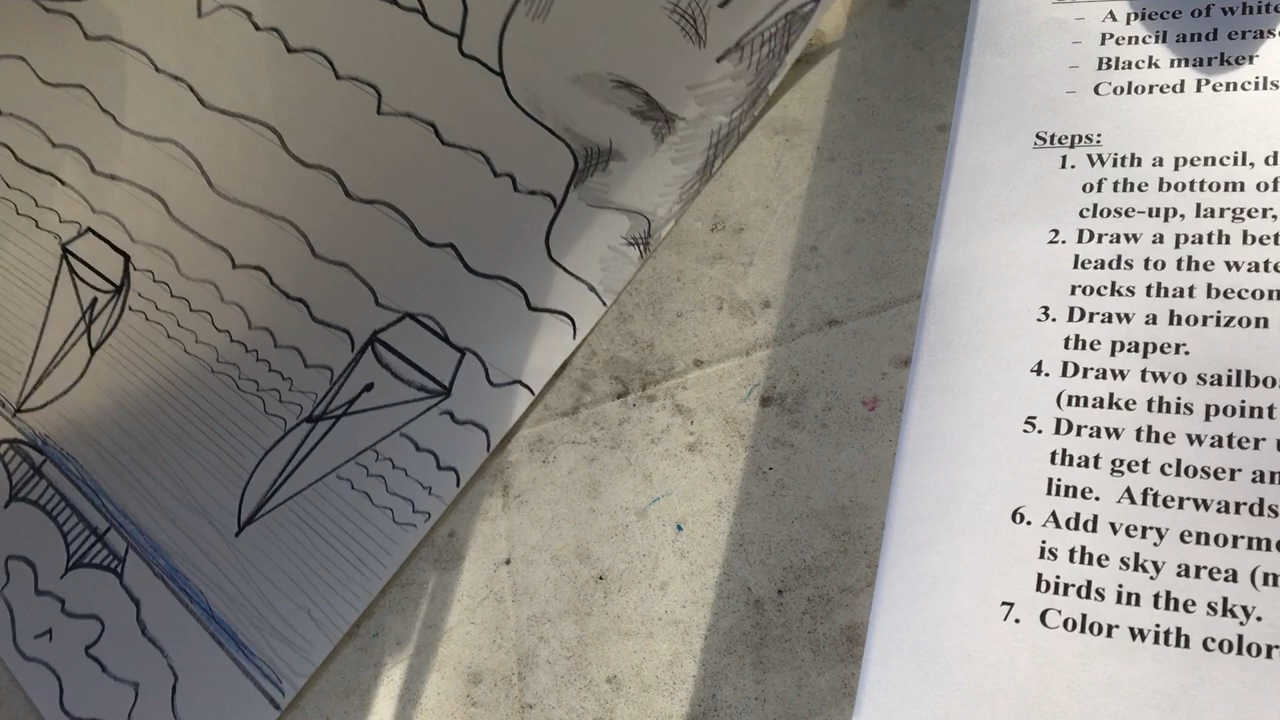 - A piece of white
- Pencil and eras
- Black marker
- Colored Pencils
Steps:
1. With a pencil, d
of the bottom of
close-up, larger,
2. Draw a path bet
leads to the wate
rocks that becom
3. Draw a horizon
the paper.
4. Draw two sailbo
(make this point
5. Draw the water
that get closer an
line. Afterwards
6. Add very enorm
is the sky area (m
birds in the sky.
7. Color with color